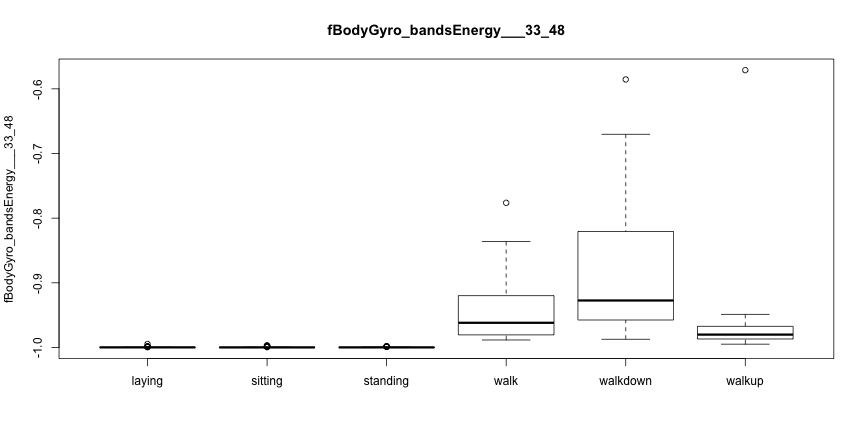 fBodyGyro_bandsEnergy___33_48
fBodyGyro_bandsEnergy___33_48
-0.6
-0.7
-0.8
-0.9
-1.0
laying sitting standing walk walkdown walkup